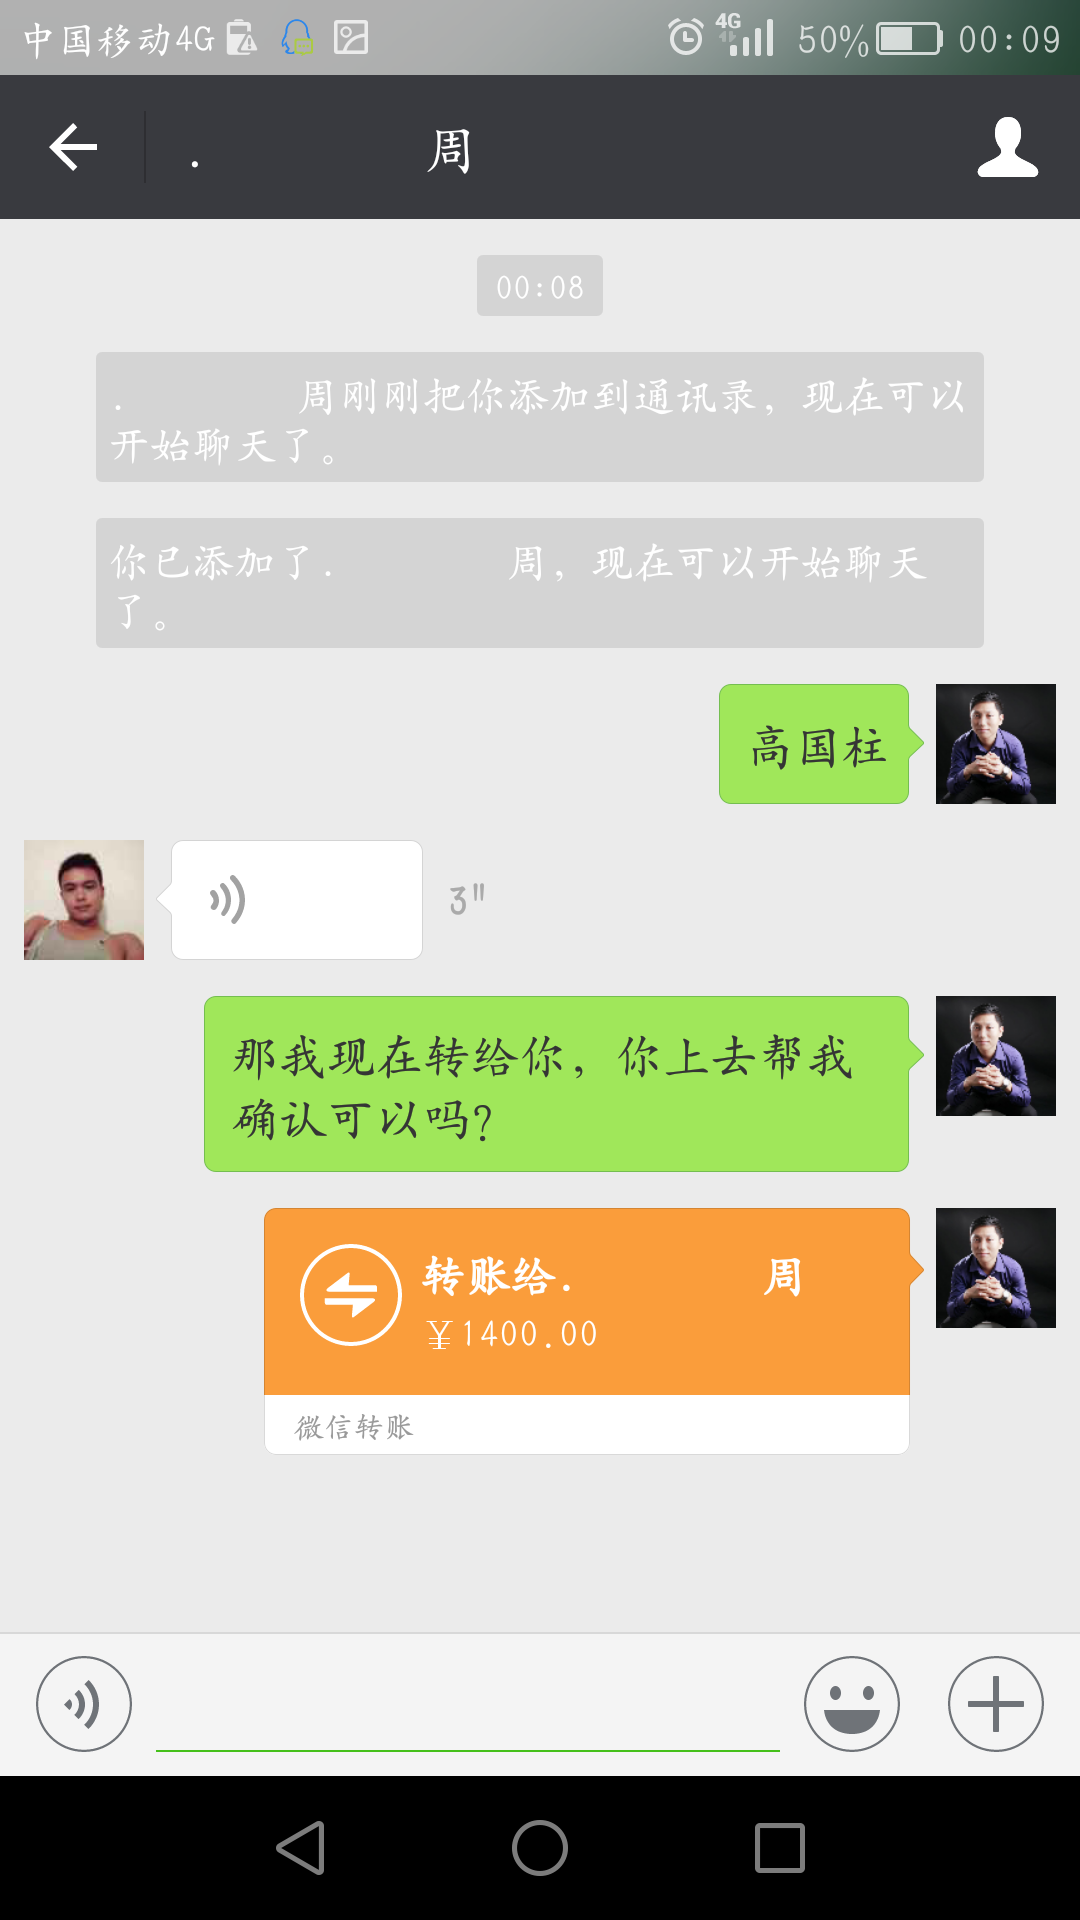 中国移动4G 4G 50% 00:09
. 周
00:08
. 周刚刚把你添加到通讯录，现在可以
开始聊天了。
你已添加了. 周，现在可以开始聊天
了。
高国柱
3"
那我现在转给你，你上去帮我
确认可以吗?
转账给. 周
￥1400.00
微信转账